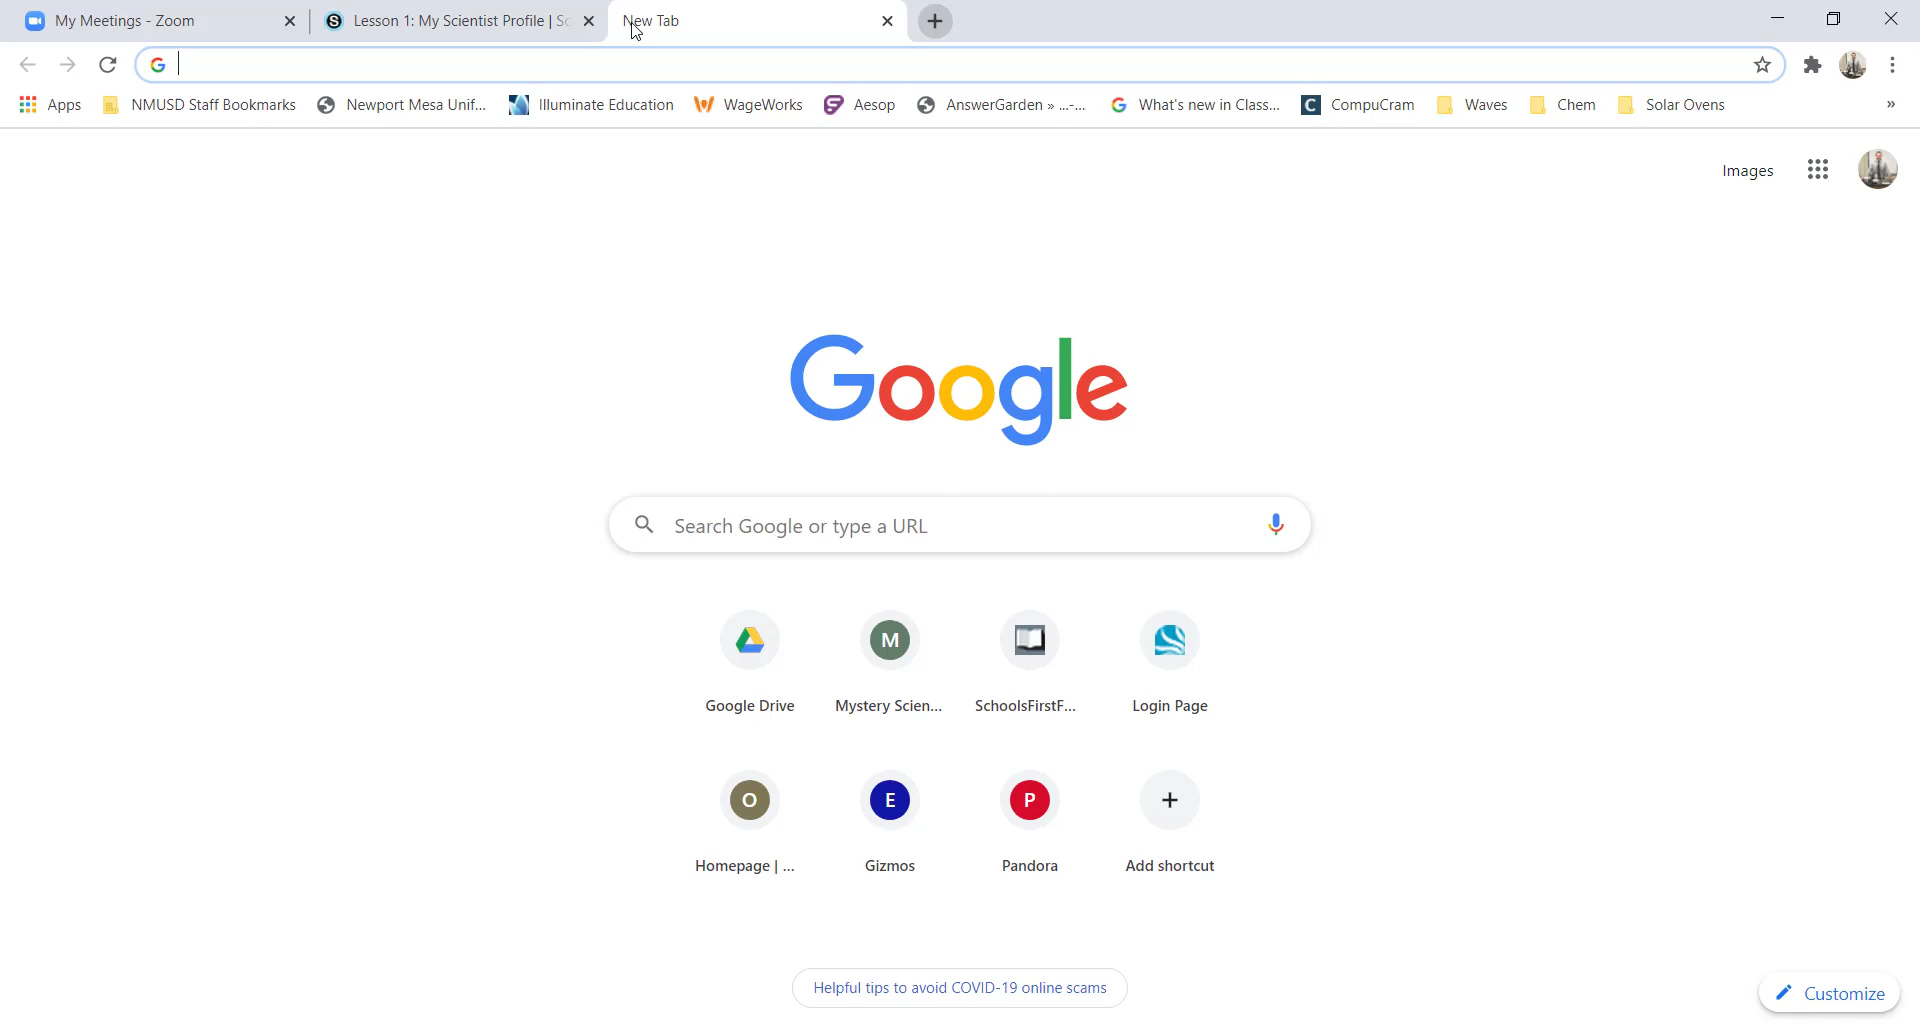 My Meetings - Zoom
Lesson 1: My Scientist Profile | Sc
New Tab
Apps
NMUSD Staff Bookmarks
Newport Mesa Unif...
Illuminate Education
WageWorks
Aesop
AnswerGarden » ...-...
What's new in Class...
CompuCram
Waves
Chem
Solar Ovens
»
Images
Google
Search Google or type a URL
M
Google Drive
Mystery Scien...
SchoolsFirstF...
Login Page
O
E
P
Homepage | ...
Gizmos
Pandora
Add shortcut
Helpful tips to avoid COVID-19 online scams
Customize